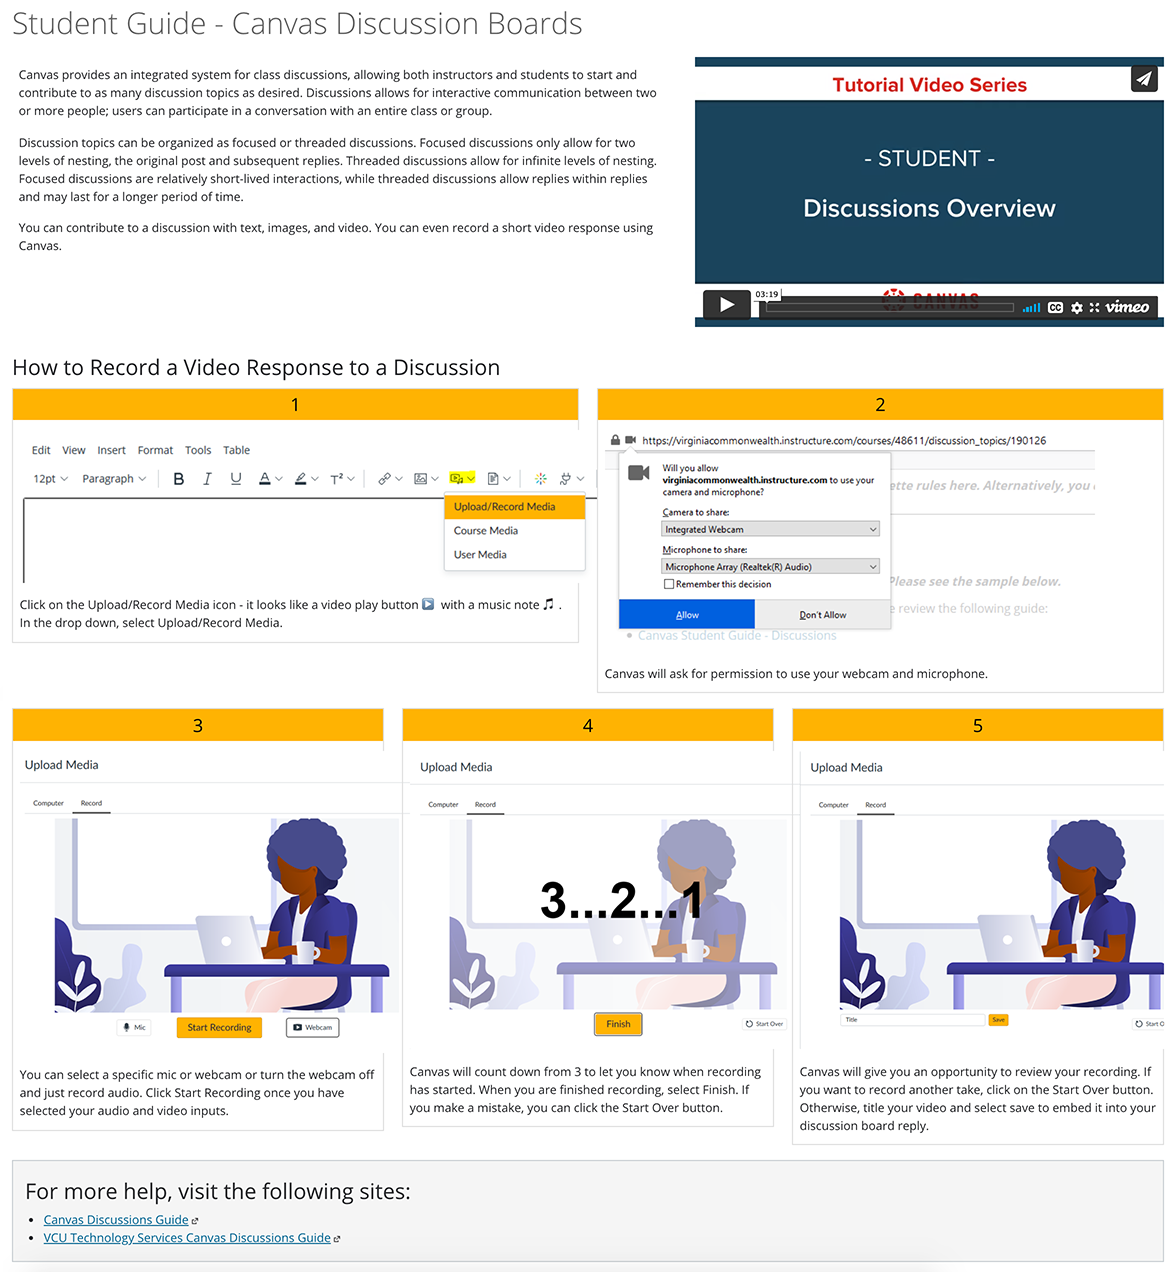 Student Guide - Canvas Discussion Boards
Canvas provides an integrated system for class discussions, allowing both instructors and students to start and
contribute to as many discussion topics as desired. Discussions allows for interactive communication between two
or more people; users can participate in a conversation with an entire class or group.
Discussion topics can be organized as focused or threaded discussions. Focused discussions only allow for two
levels of nesting, the original post and subsequent replies. Threaded discussions allow for infinite levels of nesting.
Focused discussions are relatively short-lived interactions, while threaded discussions allow replies within replies
and may last for a longer period of time.
You can contribute to a discussion with text, images, and video. You can even record a short video response using
Canvas.
Tutorial Video Series
- STUDENT -
Discussions Overview
03:19
CANVAS
CC
vimeo
How to Record a Video Response to a Discussion
1
Edit View Insert Format Tools Table
12pt Paragraph B I U A T²
Upload/Record Media
Course Media
User Media
Click on the Upload/Record Media icon - it looks like a video play button ▶️ with a music note 🎵 .
In the drop down, select Upload/Record Media.
2
https://virginiacommonwealth.instructure.com/courses/48611/discussion_topics/190126
Will you allow
virginiacommonwealth.instructure.com to use your
camera and microphone?
Camera to share:
Integrated Webcam
Microphone to share:
Microphone Array (Realtek(R) Audio)
Remember this decision
Allow Don't Allow
ette rules here. Alternatively, you
Please see the sample below.
e review the following guide:
• Canvas Student Guide - Discussions
Canvas will ask for permission to use your webcam and microphone.
3
Upload Media
Computer Record
Mic Start Recording Webcam
You can select a specific mic or webcam or turn the webcam off
and just record audio. Click Start Recording once you have
selected your audio and video inputs.
4
Upload Media
Computer Record
3...2...1
Finish Start Over
Canvas will count down from 3 to let you know when recording
has started. When you are finished recording, select Finish. If
you make a mistake, you can click the Start Over button.
5
Upload Media
Computer Record
Title Save Start O
Canvas will give you an opportunity to review your recording. If
you want to record another take, click on the Start Over button.
Otherwise, title your video and select save to embed it into your
discussion board reply.
For more help, visit the following sites:
• Canvas Discussions Guide
• VCU Technology Services Canvas Discussions Guide